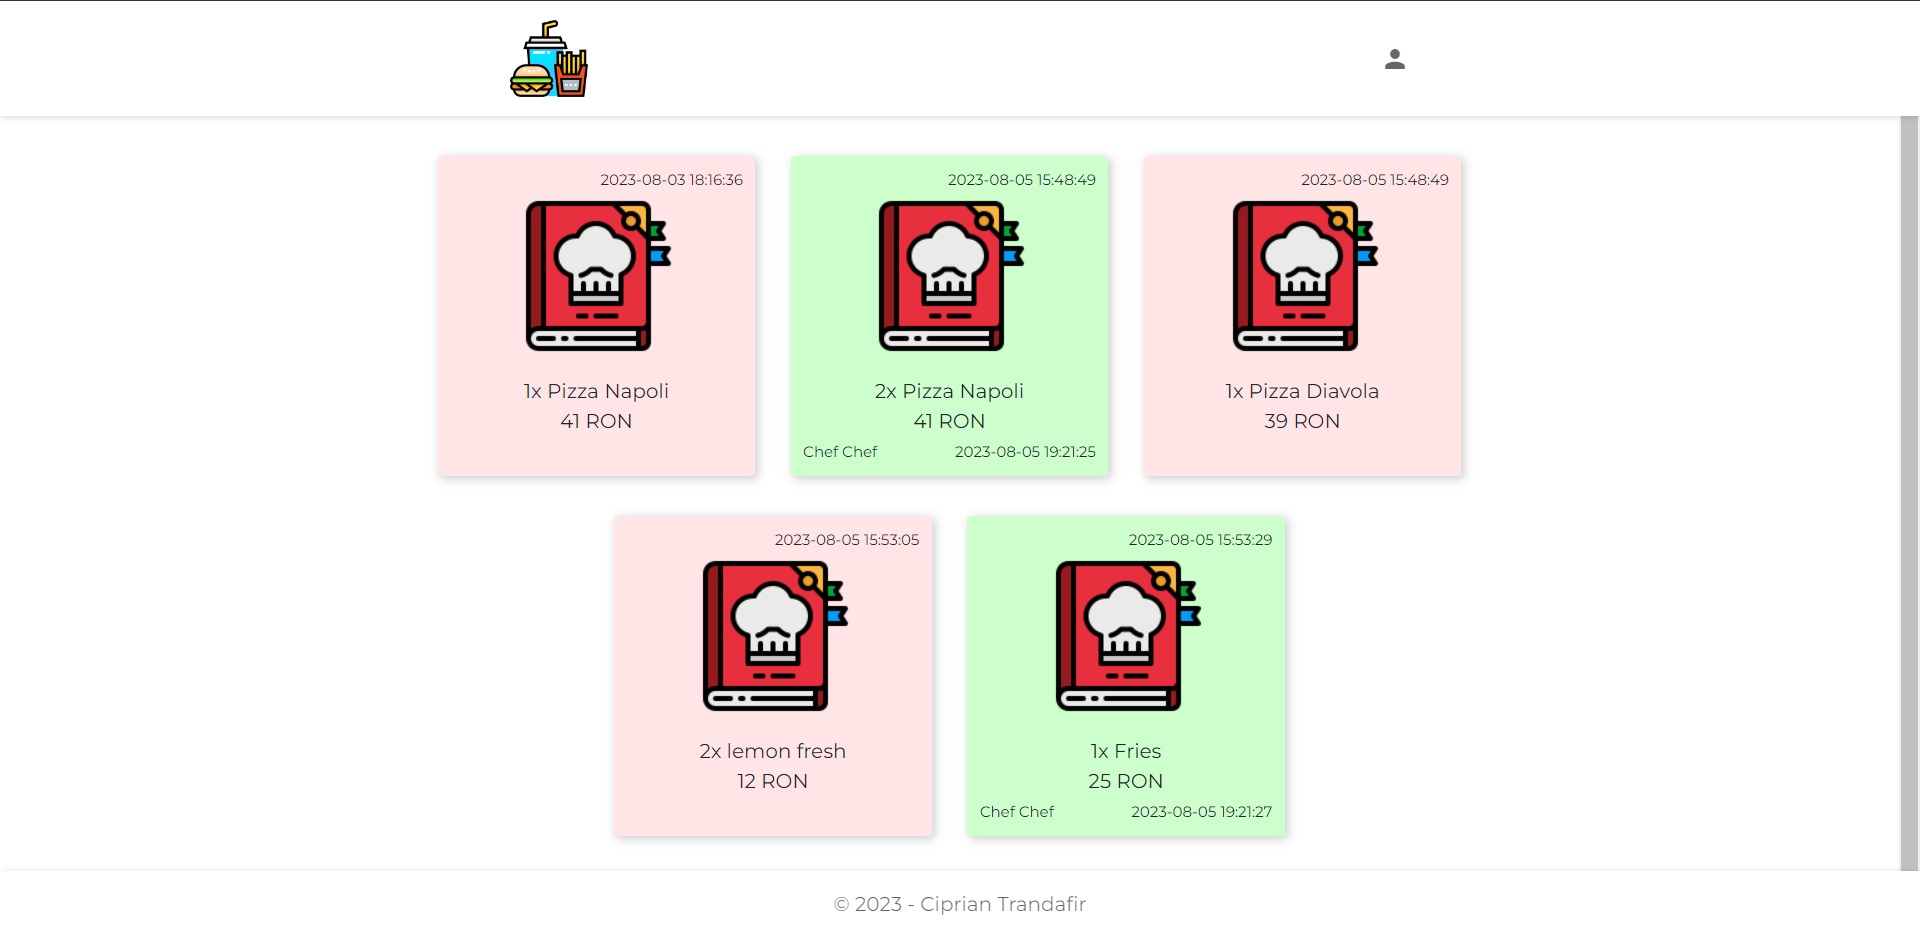 2023-08-03 18:16:36
1x Pizza Napoli
41 RON
2023-08-05 15:48:49
2x Pizza Napoli
41 RON
Chef Chef 2023-08-05 19:21:25
2023-08-05 15:48:49
1x Pizza Diavola
39 RON
2023-08-05 15:53:05
2x lemon fresh
12 RON
2023-08-05 15:53:29
1x Fries
25 RON
Chef Chef 2023-08-05 19:21:27
© 2023 - Ciprian Trandafir